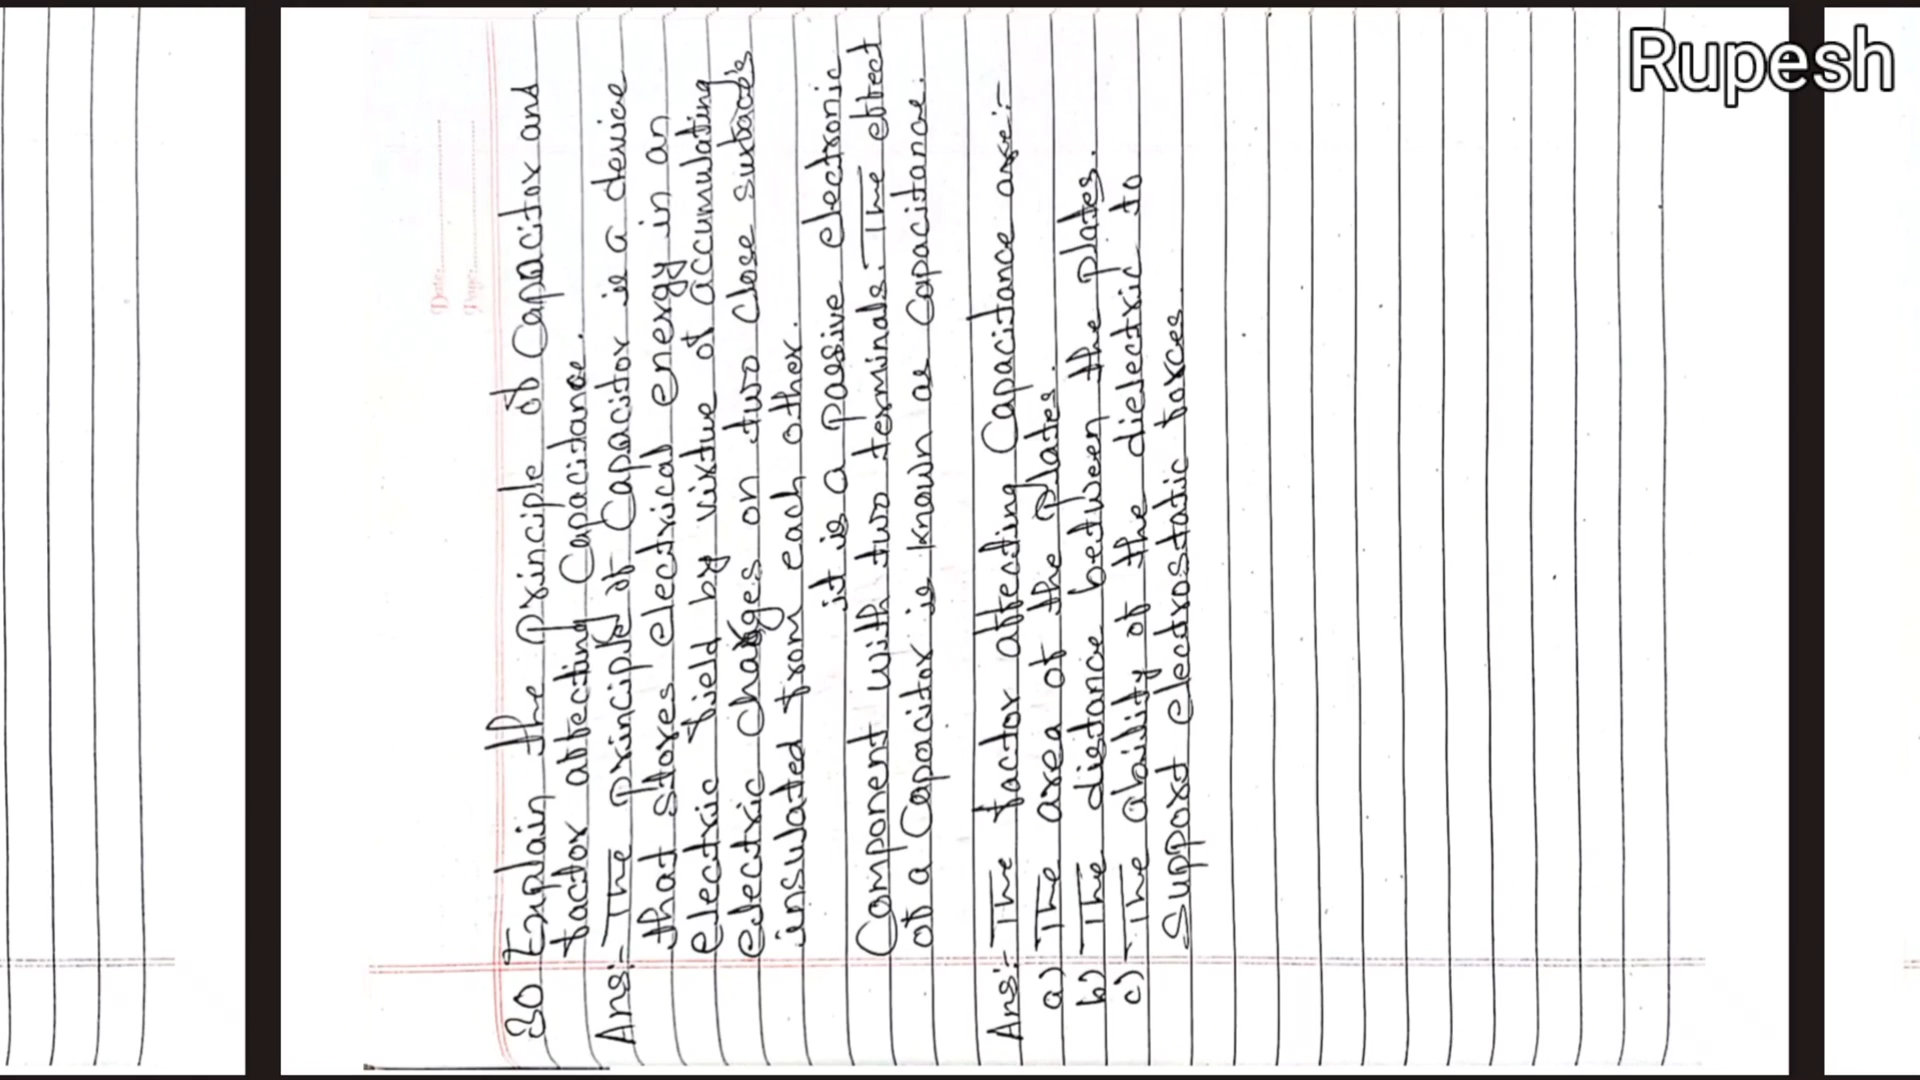 Rupesh
Date:
Page:
30 Explain the principle of Capacitor and
factor affecting Capacitance.
Ans:- The principle of Capacitor is a device
that stores electrical energy in an
electric field by virtue of accumulating
electric charges on two close surfaces
insulated from each other.
it is a passive electronic
Component with two terminals. The effect
of a Capacitor is known as Capacitance.
Ans:- The factor affecting Capacitance are:-
a) The area of the plates.
b) The distance between the plates.
c) The ability of the dielectric to
support electrostatic forces.